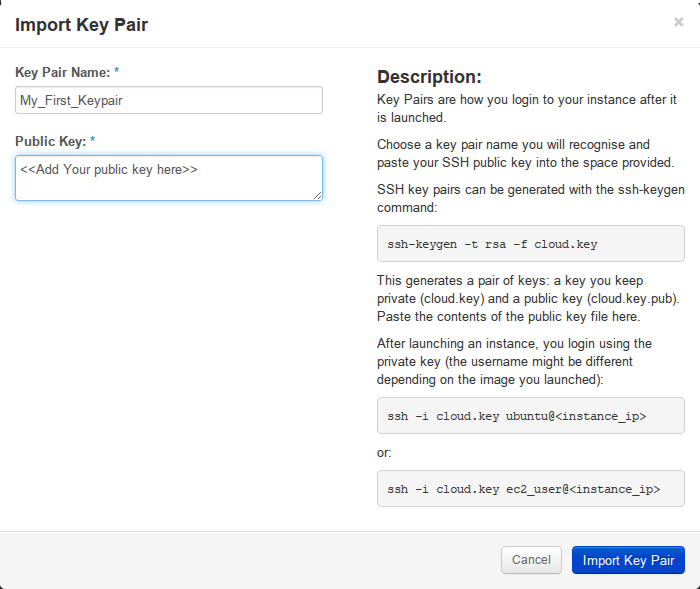 Import Key Pair
×
Key Pair Name: *
My_First_Keypair
Public Key: *
<<Add Your public key here>>
Description:
Key Pairs are how you login to your instance after it
is launched.
Choose a key pair name you will recognise and
paste your SSH public key into the space provided.
SSH key pairs can be generated with the ssh-keygen
command:
ssh-keygen -t rsa -f cloud.key
This generates a pair of keys: a key you keep
private (cloud.key) and a public key (cloud.key.pub).
Paste the contents of the public key file here.
After launching an instance, you login using the
private key (the username might be different
depending on the image you launched):
ssh -i cloud.key ubuntu@<instance_ip>
or:
ssh -i cloud.key ec2_user@<instance_ip>
Cancel
Import Key Pair